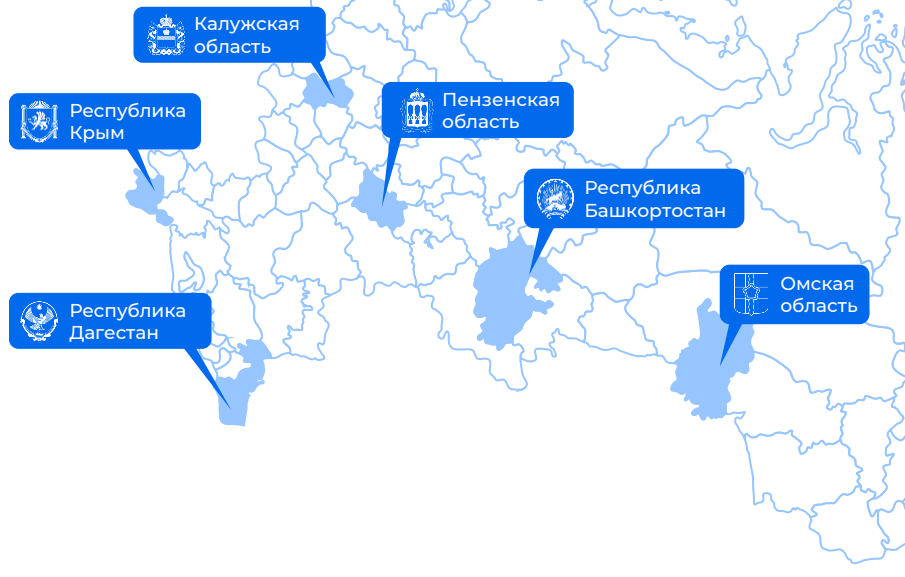 Калужская
область
Пензенская
область
Республика
Крым
Республика
Башкортостан
Омская
область
Республика
Дагестан